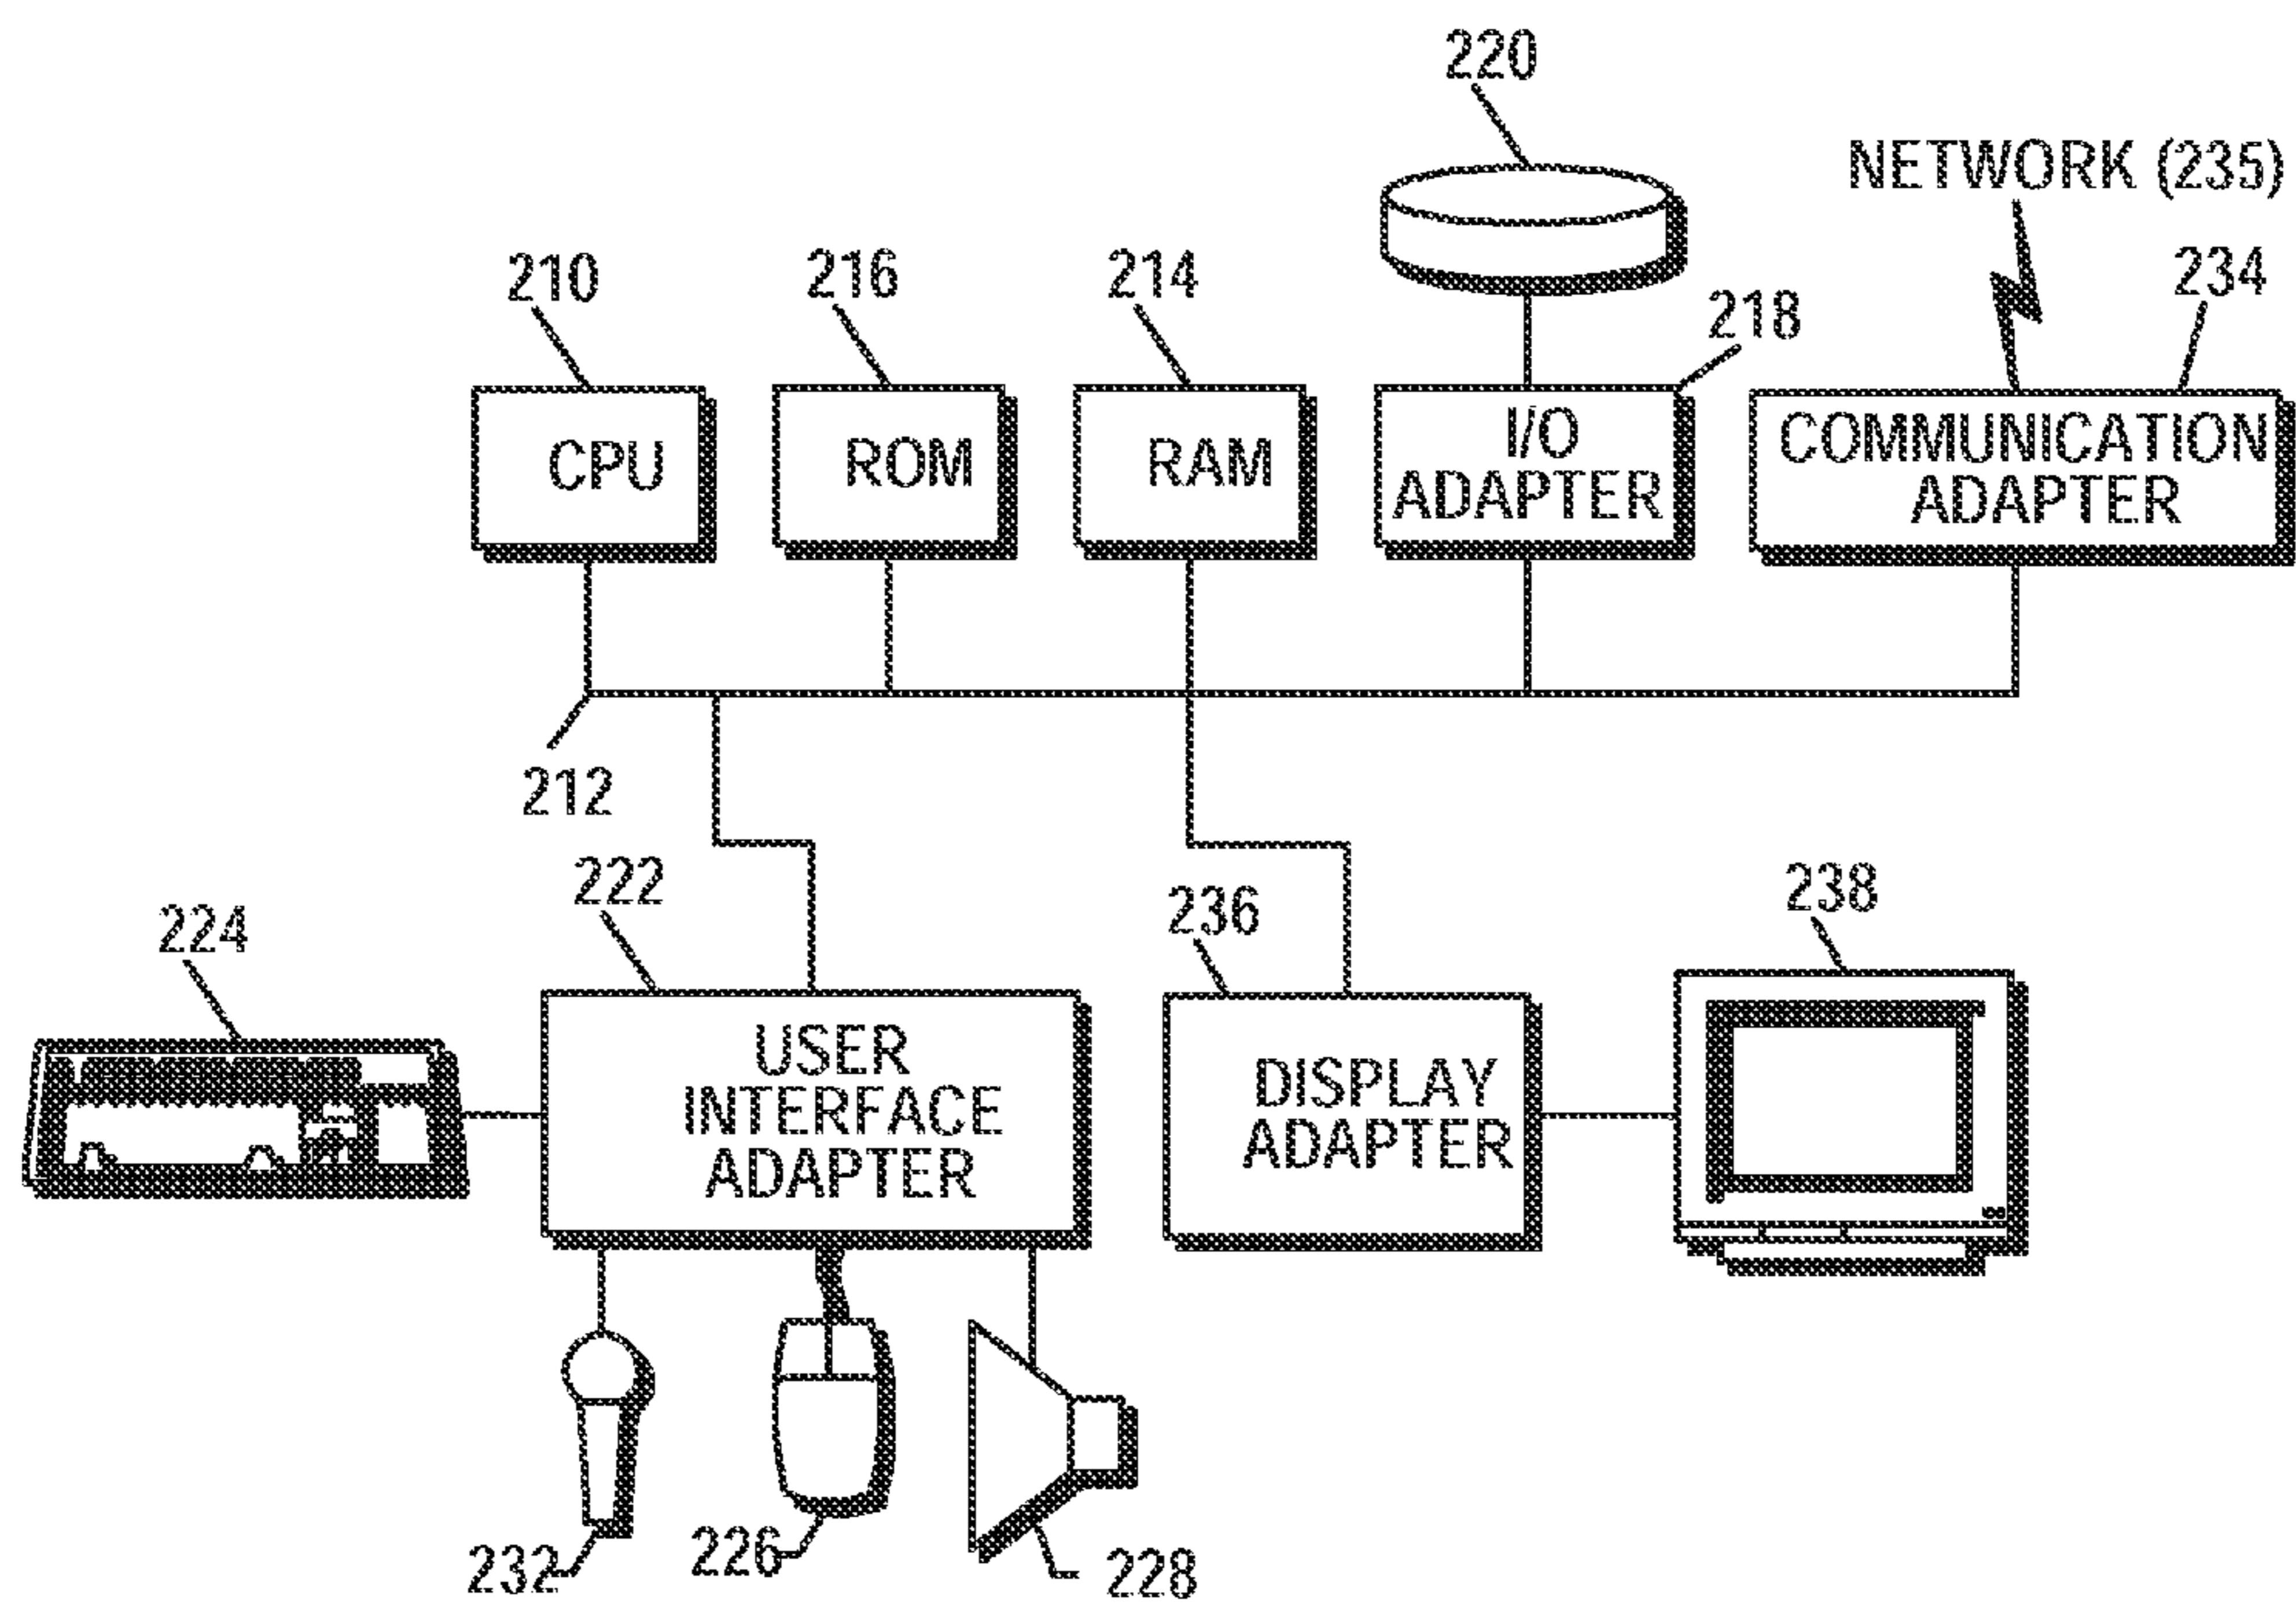 220
NETWORK (235)
210
216
214
218
234
CPU
ROM
RAM
I/O
ADAPTER
COMMUNICATION
ADAPTER
212
222
224
236
238
USER
INTERFACE
ADAPTER
DISPLAY
ADAPTER
232
226
228